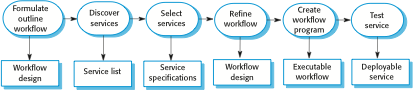 Formulate
outline
workflow
Discover
services
Select
services
Refine
workflow
Create
workflow
program
Test
service
Workflow
design
Service list
Service
specifications
Workflow
design
Executable
workflow
Deployable
service